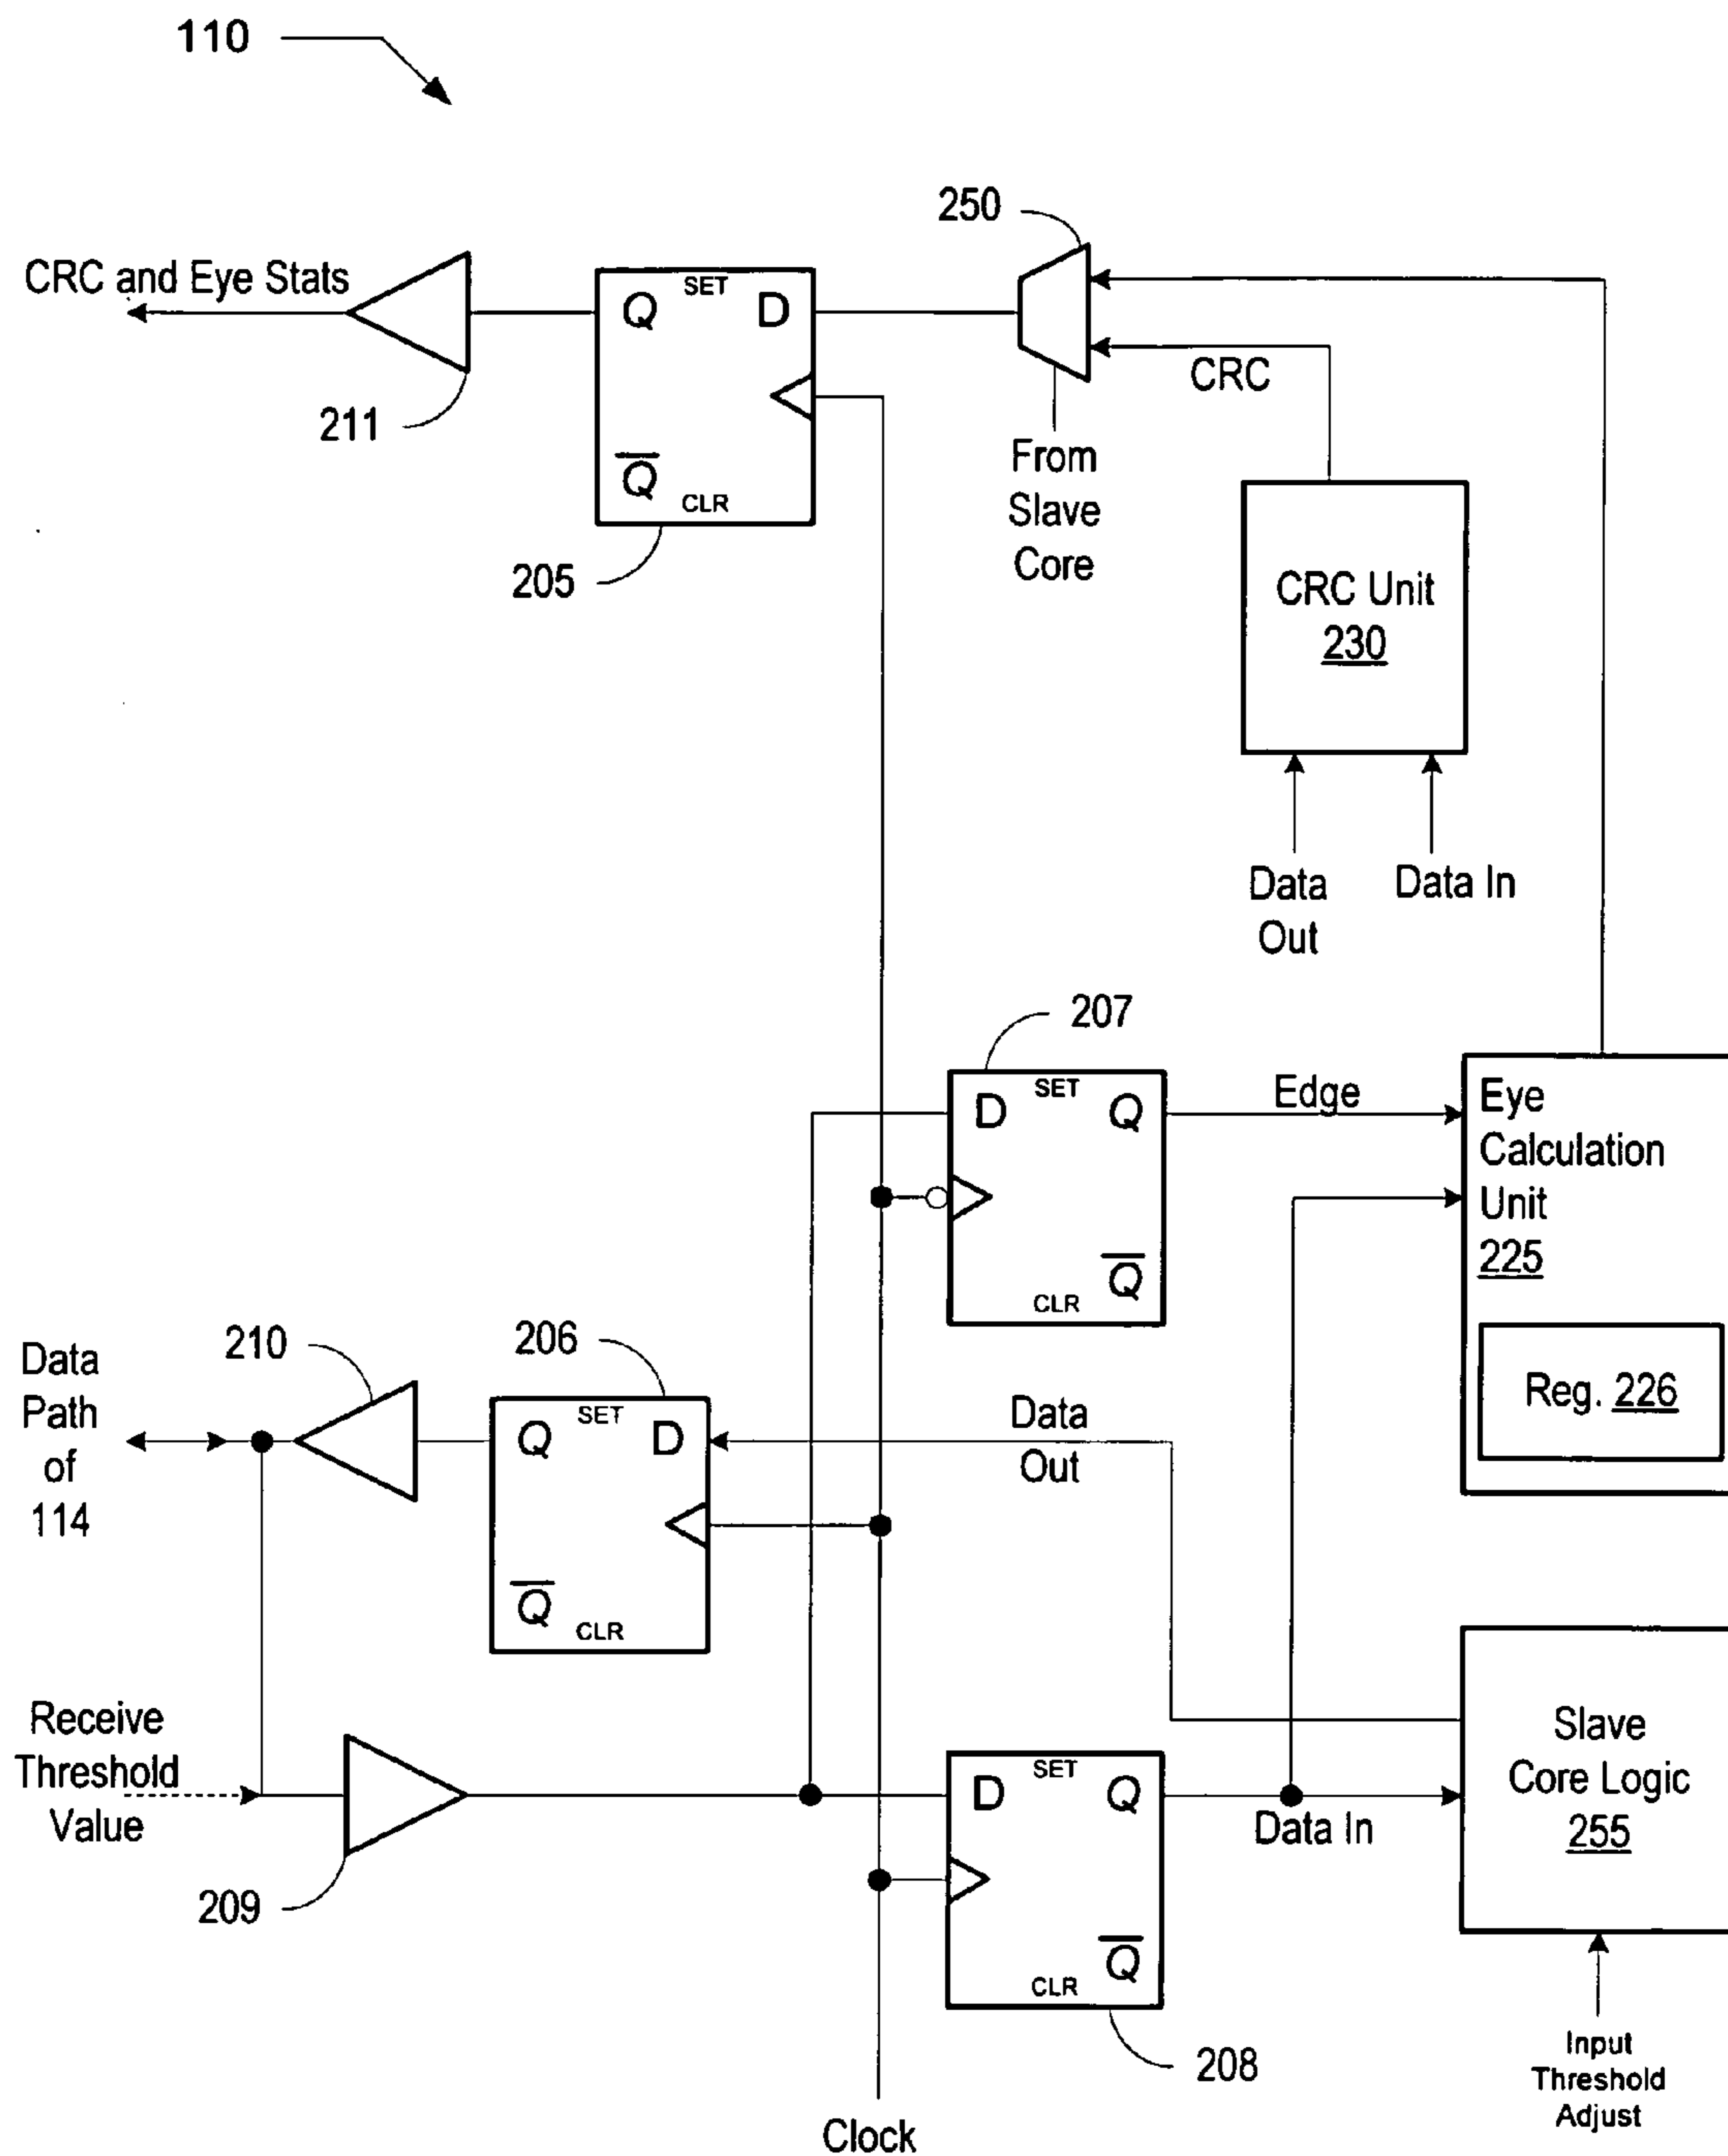 110
250
CRC and Eye Stats
SET
Q
D
211
CRC
Q
CLR
From
Slave
Core
205
CRC Unit
230
Data
Out
Data In
207
SET
D
Q
Edge
Eye
Calculation
Unit
225
Q
CLR
Reg. 226
Data
Path
of
114
210
206
SET
Q
D
Data
Out
Q
CLR
Receive
Threshold
Value
209
SET
D
Q
Data In
Q
CLR
208
Slave
Core Logic
255
Input
Threshold
Adjust
Clock